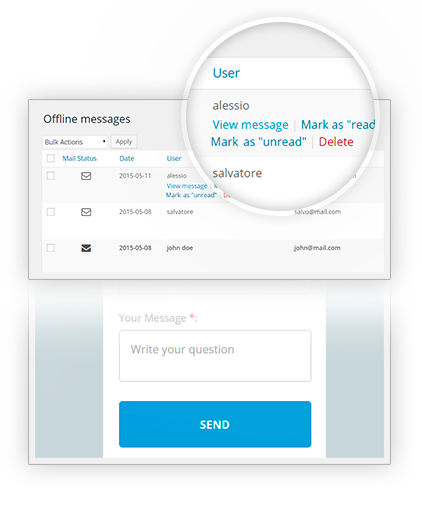 User
alessio
View message | Mark as "read
Mark as "unread" | Delete
salvatore
Offline messages
Bulk Actions Apply
Mail Status Date User
2015-05-11 alessio
View message | M
Mark as "unread" | De
2015-05-08 salvatore salvo@mail.com
2015-05-08 john doe john@mail.com
Your Message *:
Write your question
SEND